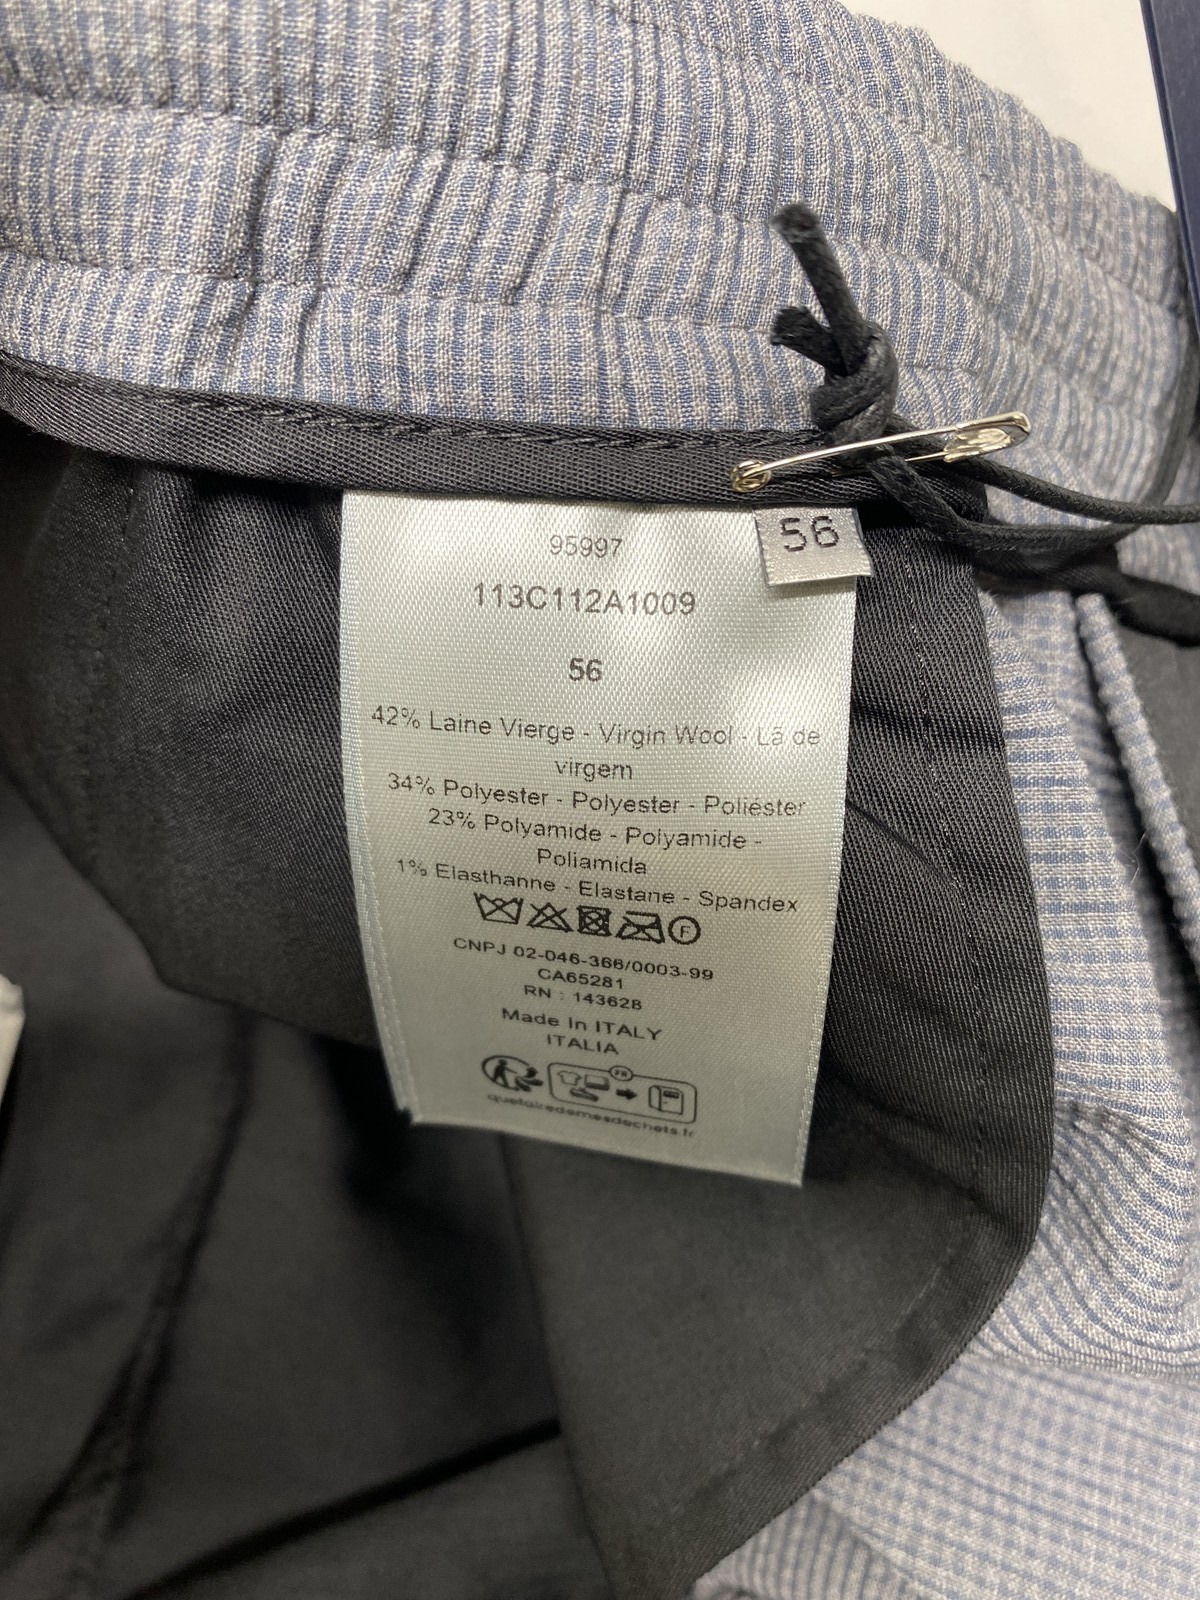 56
95997
113C112A1009
56
42% Laine Vierge - Virgin Wool - Lã de
virgem
34% Polyester - Polyester - Poliéster
23% Polyamide - Polyamide -
Poliamida
1% Elasthanne - Elastane - Spandex
F
CNPJ 02-046-366/0003-99
CA65281
RN : 143628
Made in ITALY
ITALIA
FR
quefairedemesdechets.fr